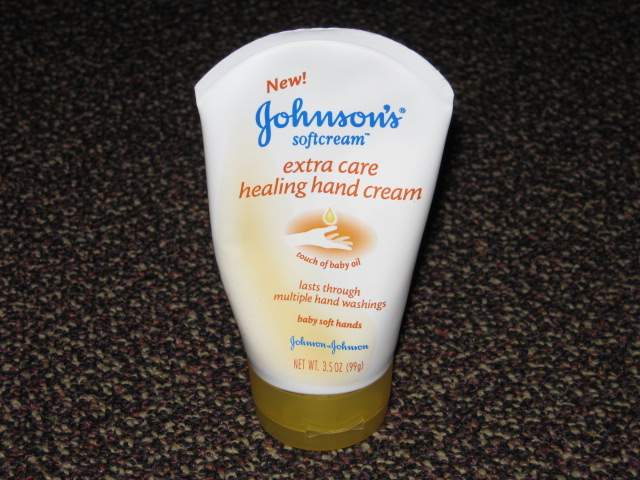 New!
Johnson's®
softcream™
extra care
healing hand cream
touch of baby oil
lasts through
multiple hand washings
baby soft hands
Johnson & Johnson
NET WT. 3.5 OZ (99g)